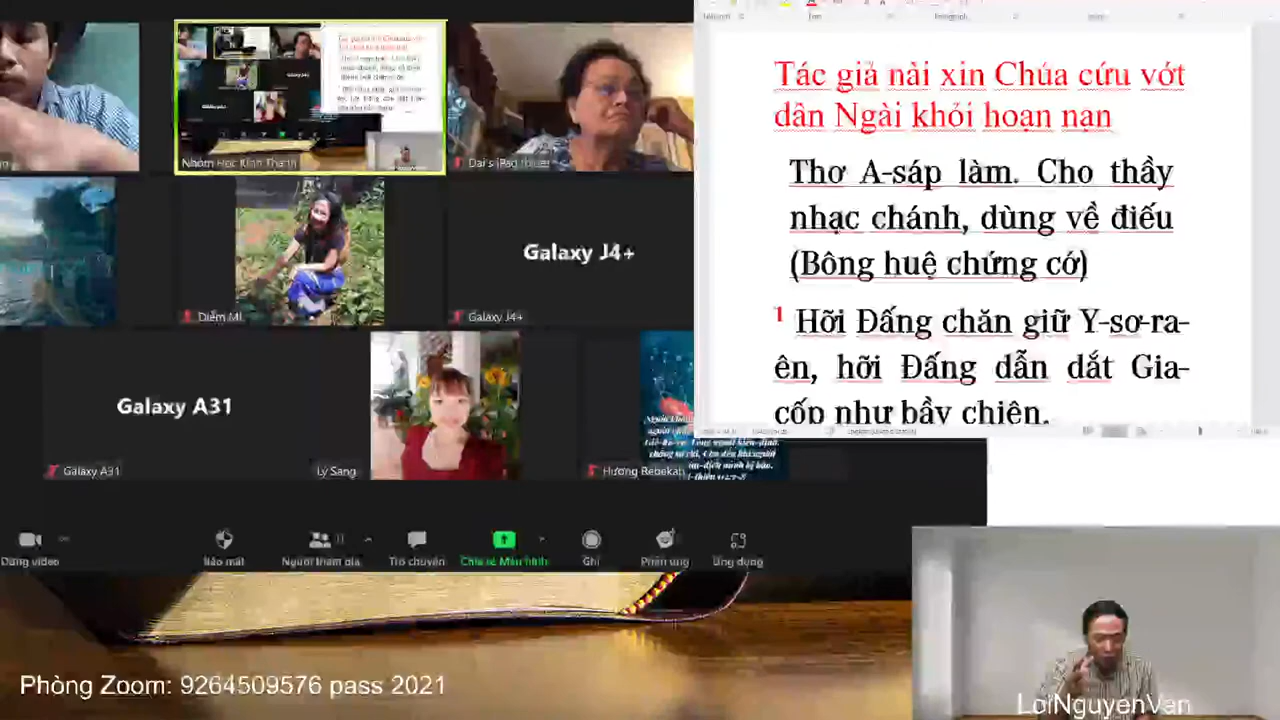 Tác giả nài xin Chúa cứu vớt
dân Ngài khỏi hoạn nạn
Thơ A-sáp làm. Cho thầy
nhạc chánh, dùng về điếu
(Bông huệ chứng cớ)
1 Hỡi Đấng chăn giữ Y-sơ-ra-
ên, hỡi Đấng dẫn dắt Gia-
cốp như bầy chiên,
Nhóm Học Kinh Thánh
Dai's iPad
Diễm Mi
Galaxy J4+
Galaxy J4+
Galaxy A31
Galaxy A31
Ly Sang
Hương Rebekah
Dừng video
Bảo mật
Người tham gia
11
Trò chuyện
Chia sẻ Màn hình
Ghi
Phản ứng
Ứng dụng
Phòng Zoom: 9264509576 pass 2021
LoiNguyenVan